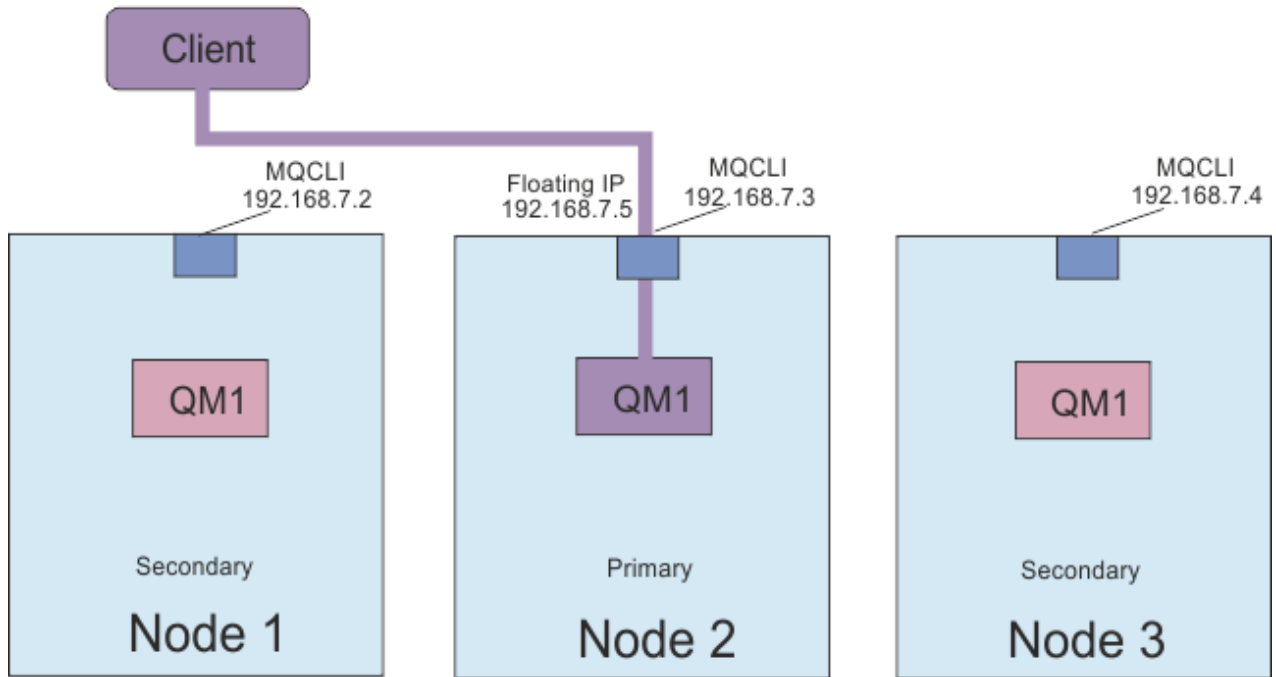 Client
MQCLI
192.168.7.2
Floating IP
192.168.7.5
MQCLI
192.168.7.3
MQCLI
192.168.7.4
QM1
QM1
QM1
Secondary
Primary
Secondary
Node 1
Node 2
Node 3